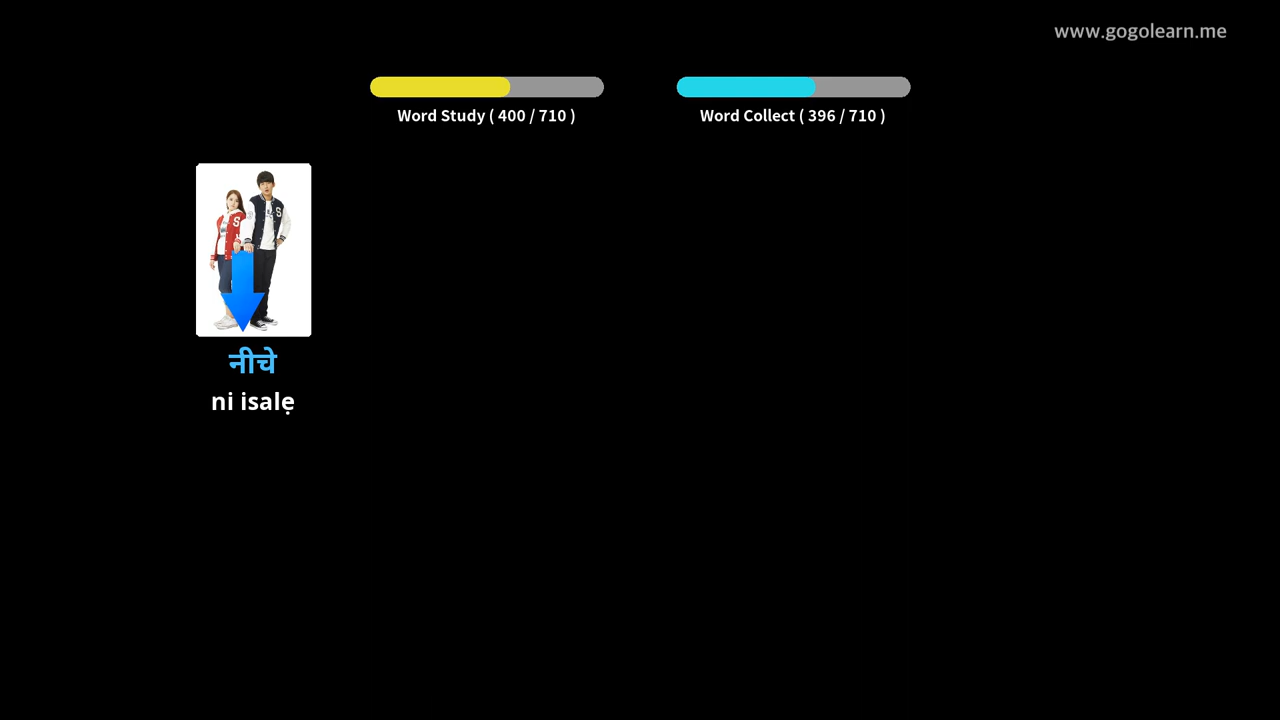 www.gogolearn.me
Word Study ( 400 / 710 )
Word Collect ( 396 / 710 )
नीचे
ni isalẹ